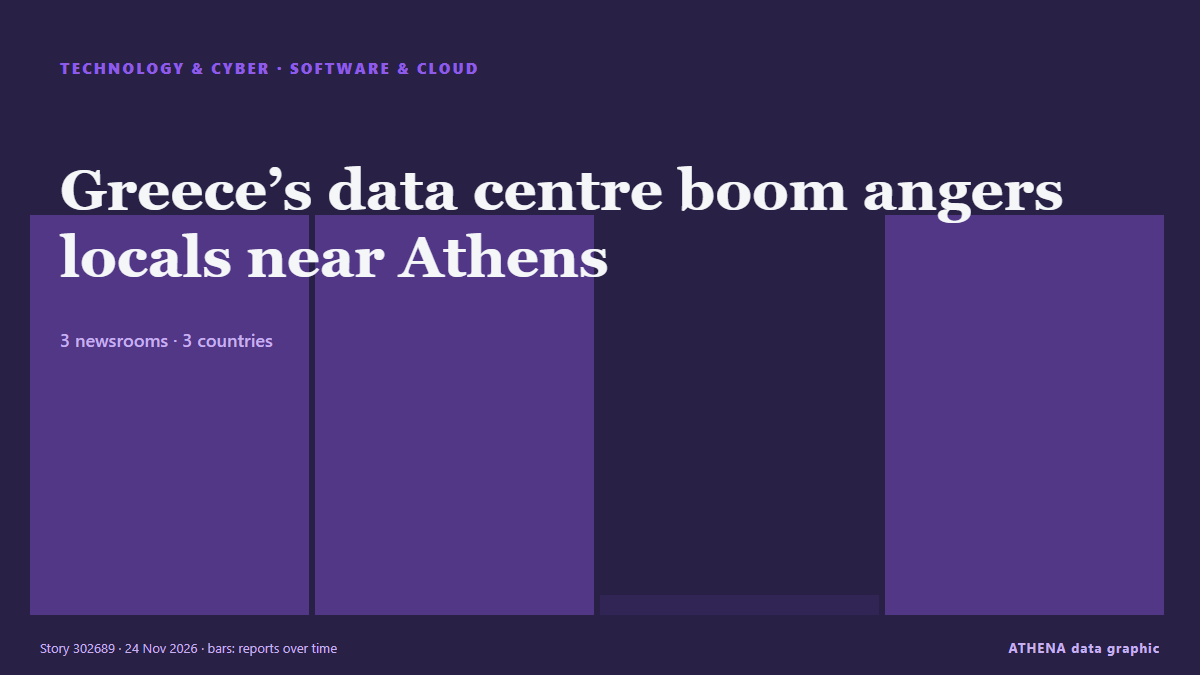 TECHNOLOGY & CYBER · SOFTWARE & CLOUD
Greece’s data centre boom angers
locals near Athens
3 newsrooms · 3 countries
Story 302689 · 24 Nov 2026 · bars: reports over time
ATHENA data graphic